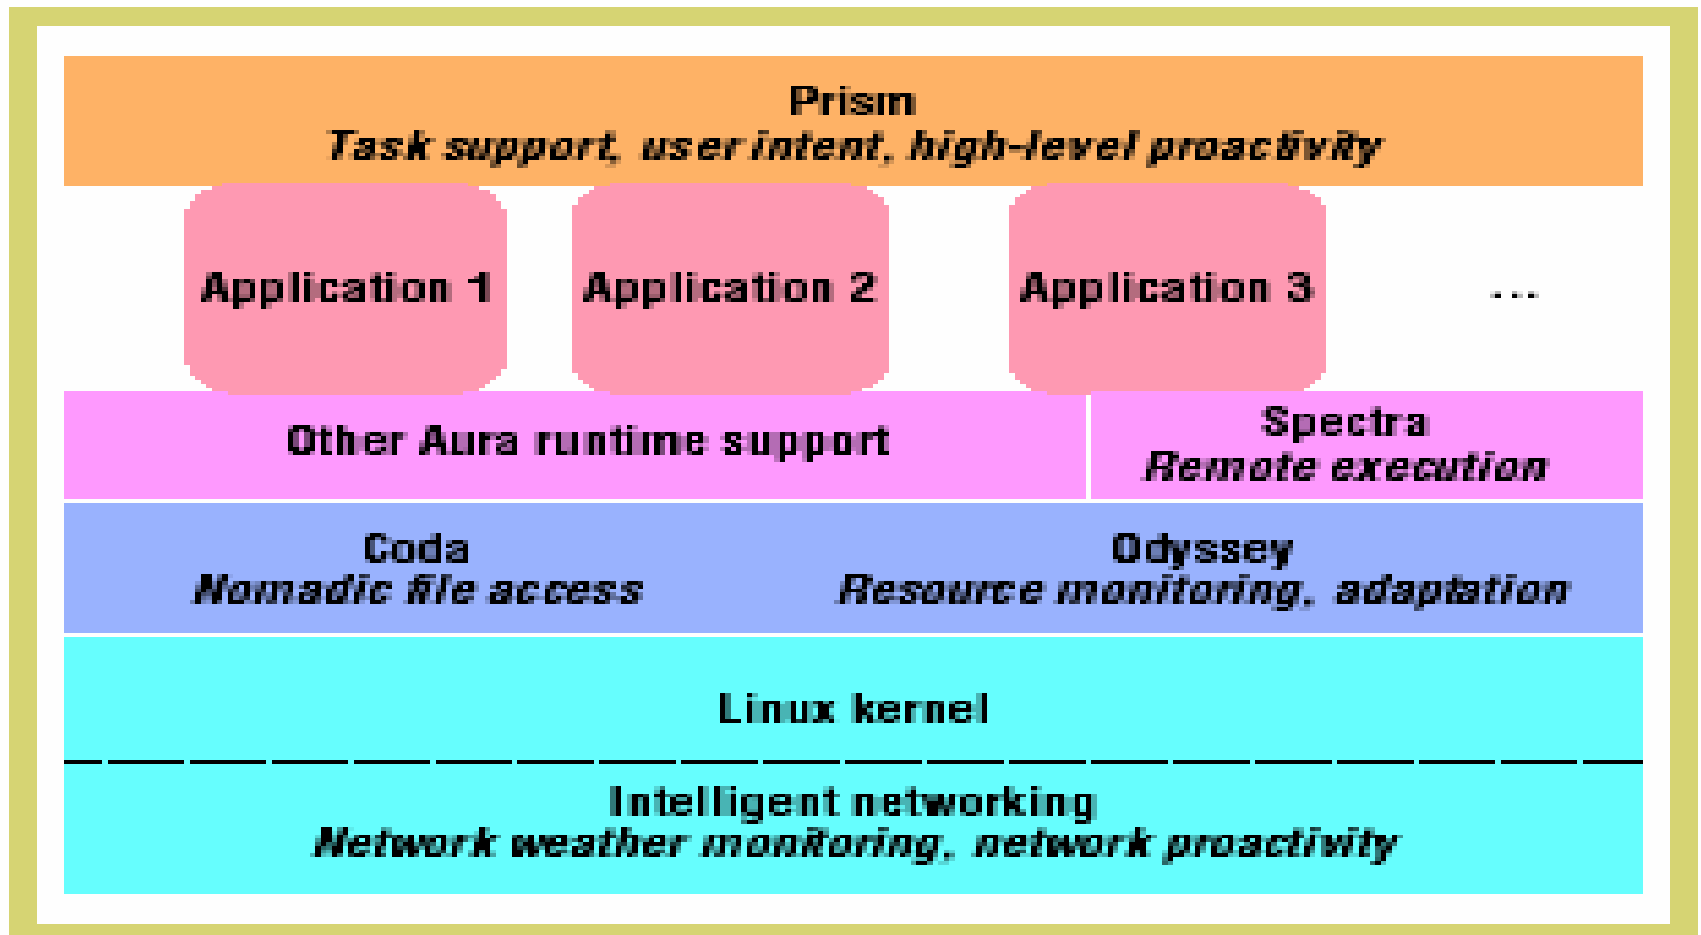 Prism
Task support, user intent, high-level proactivity
Application 1
Application 2
Application 3
...
Other Aura runtime support
Spectra
Remote execution
Coda
Nomadic file access
Odyssey
Resource monitoring, adaptation
Linux kernel
Intelligent networking
Network weather monitoring, network proactivity